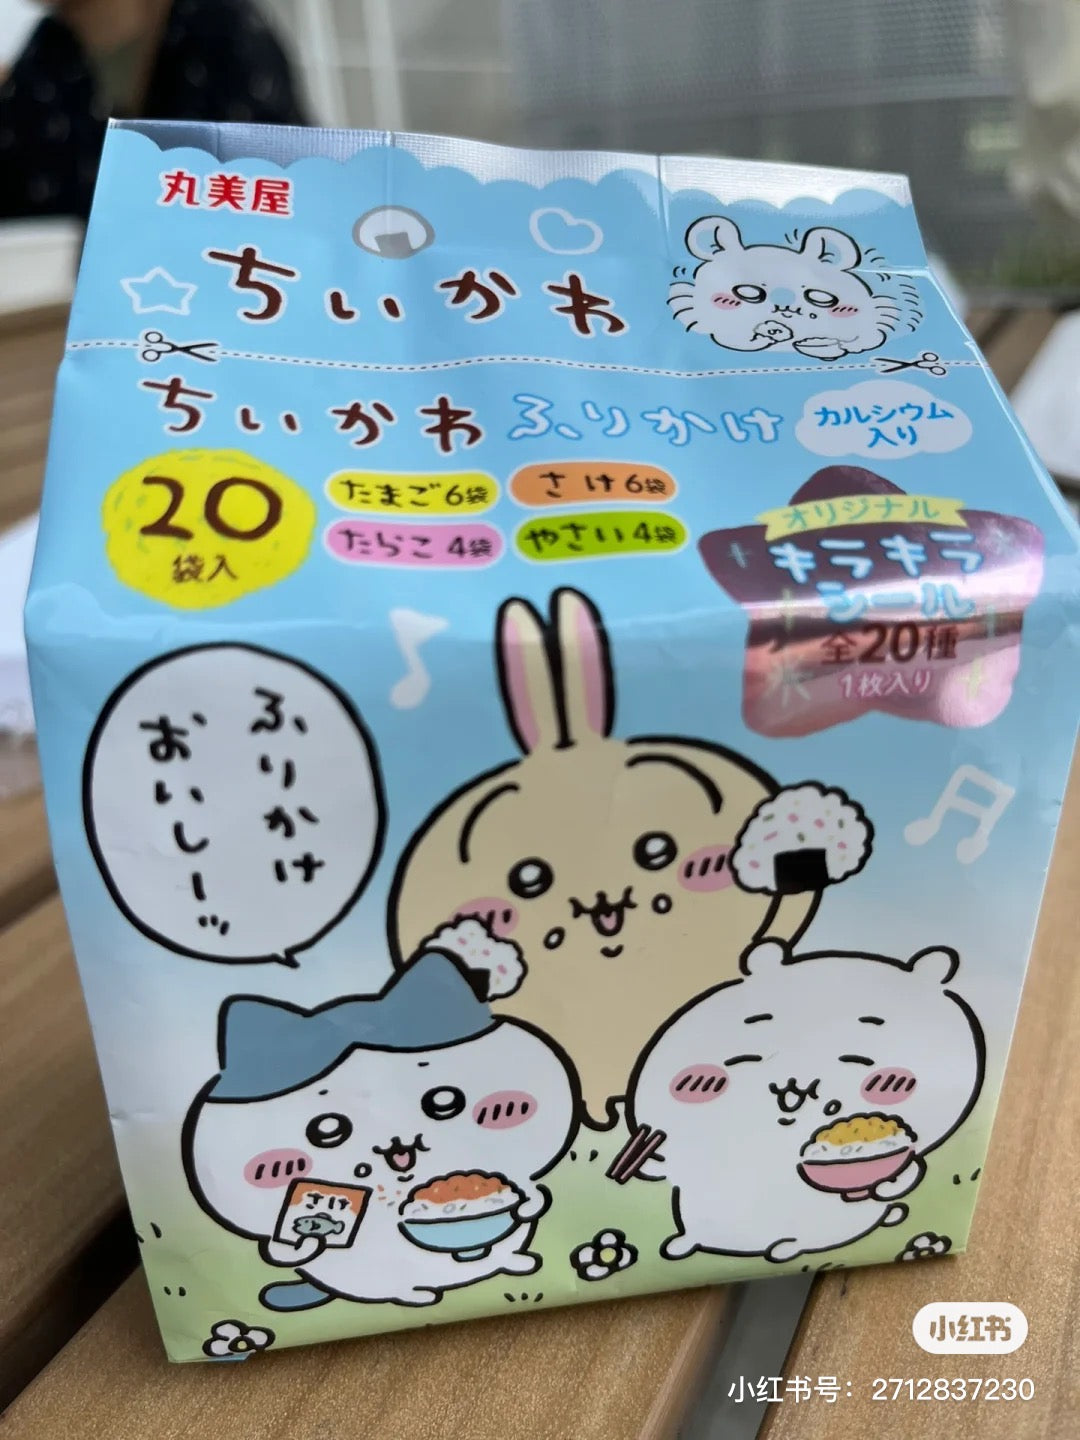 丸美屋
ちいかわ
ちいかわ ふりかけ
カルシウム
入り
20
袋入
たまご6袋
さけ6袋
たらこ4袋
やさい4袋
オリジナル
キラキラ
シール
全20種
1枚入り
ふりかけ
おいしーッ
さけ
小红书
小红书号：2712837230